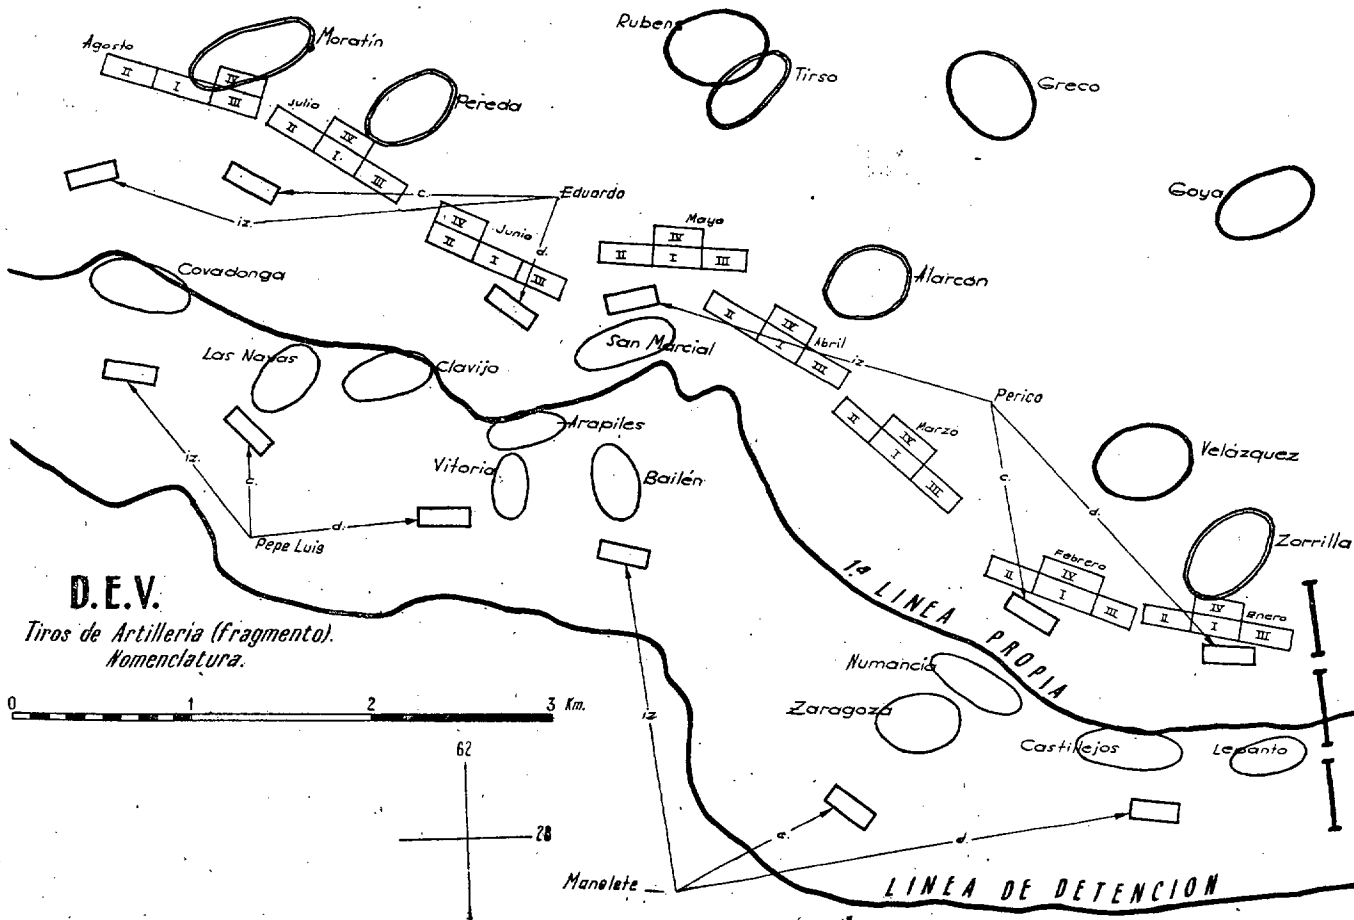 Rubens
Moratín
Agosto
Tirso
Greco
Pereda
II
I
IV
III
Julio
II
IV
I
III
Goya
Eduardo
c.
iz.
d.
Mayo
IV
II
I
III
IV
Junio
II
I
III
Covadonga
Alarcón
II
IV
Abril
I
III
San Marcial
iz
Las Navas
Clavijo
Perico
c.
d.
II
Marzo
IV
I
III
Arapiles
Velázquez
Vitoria
Bailén
iz.
c.
d.
Pepe Luis
Zorrilla
Febrero
II
IV
I
III
Enero
IV
II
I
III
D.E.V.
Tiros de Artilleria (fragmento).
Nomenclatura.
1.ª LINEA PROPIA
Numancia
Zaragoza
Castillejos
Lepanto
0 1 2 3 Km.
62
28
iz
c.
d.
Manolete
LINEA DE DETENCION